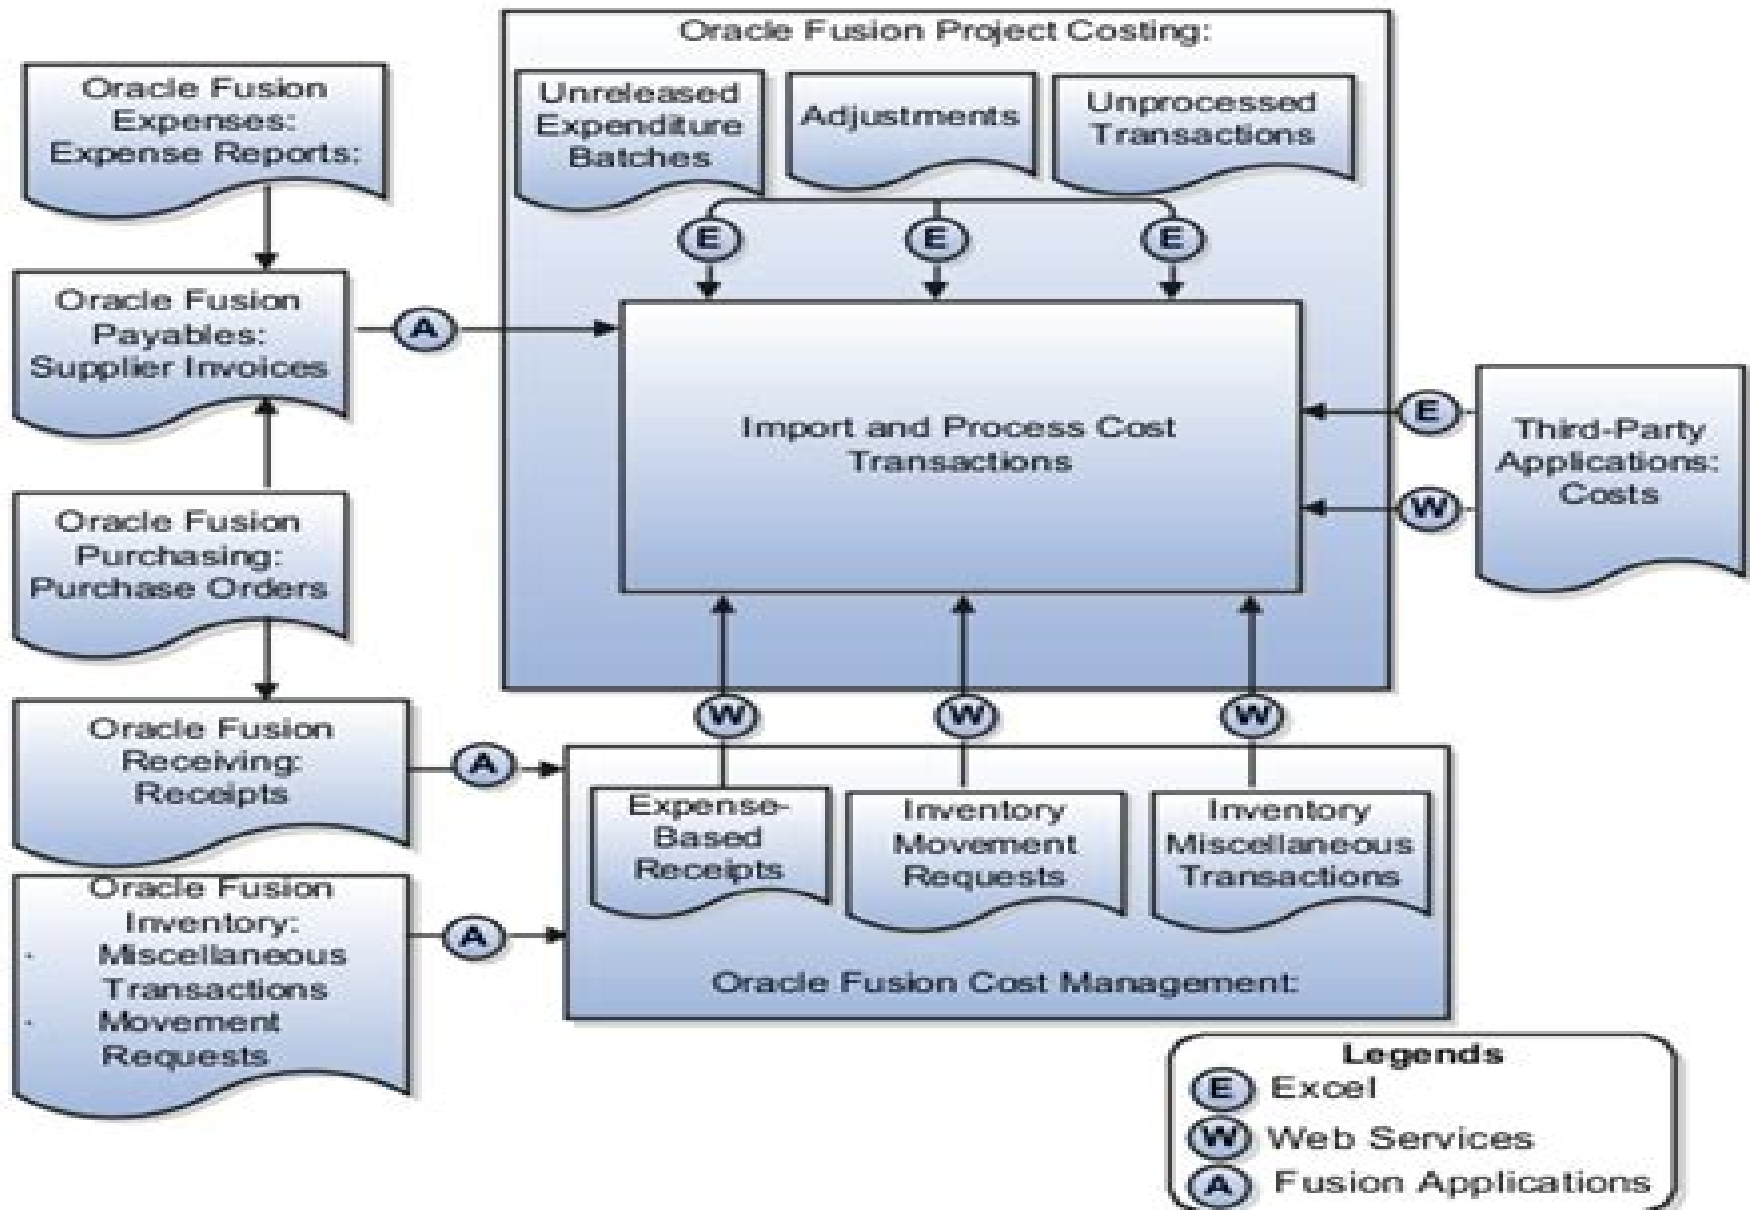 Oracle Fusion Project Costing:
Oracle Fusion
Expenses:
Expense Reports:
Unreleased
Expenditure
Batches
Adjustments
Unprocessed
Transactions
E
E
E
Oracle Fusion
Payables:
Supplier Invoices
A
Import and Process Cost
Transactions
E
W
Third-Party
Applications:
Costs
Oracle Fusion
Purchasing:
Purchase Orders
W
W
W
Oracle Fusion
Receiving:
Receipts
A
Expense-
Based
Receipts
Inventory
Movement
Requests
Inventory
Miscellaneous
Transactions
Oracle Fusion
Inventory:
· Miscellaneous
Transactions
· Movement
Requests
A
Oracle Fusion Cost Management:
Legends
E Excel
W Web Services
A Fusion Applications